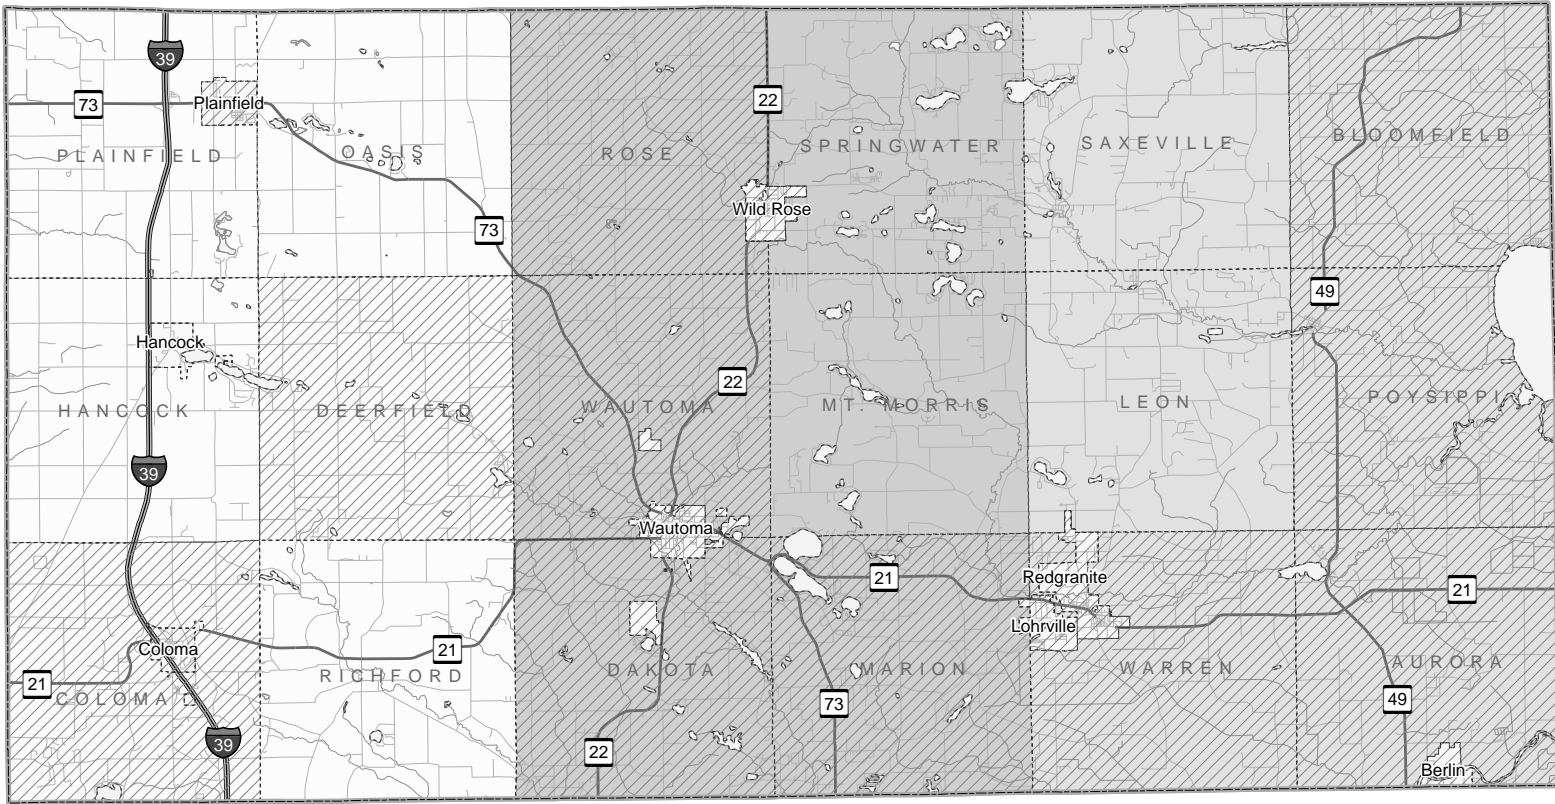 39
73
Plainfield
22
PLAINFIELD
OASIS
ROSE
SPRINGWATER
SAXEVILLE
BLOOMFIELD
Wild Rose
73
49
Hancock
22
HANCOCK
DEERFIELD
WAUTOMA
MT. MORRIS
LEON
POYSIPPI
39
Wautoma
21
Redgranite
21
Lohrville
Coloma
21
21
COLOMA
RICHFORD
DAKOTA
MARION
WARREN
AURORA
73
49
39
22
Berlin